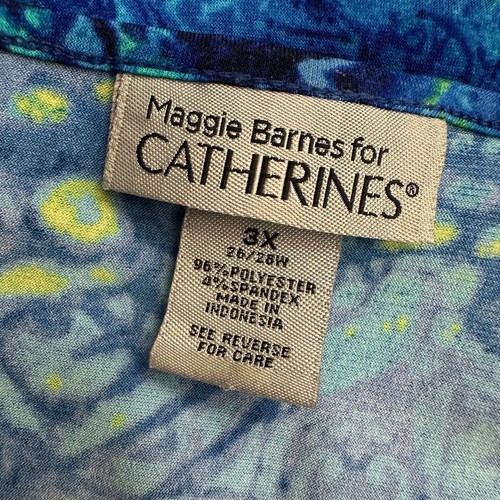 Maggie Barnes for
CATHERINES®
3X
26/28W
96% POLYESTER
4% SPANDEX
MADE IN
INDONESIA
SEE REVERSE
FOR CARE